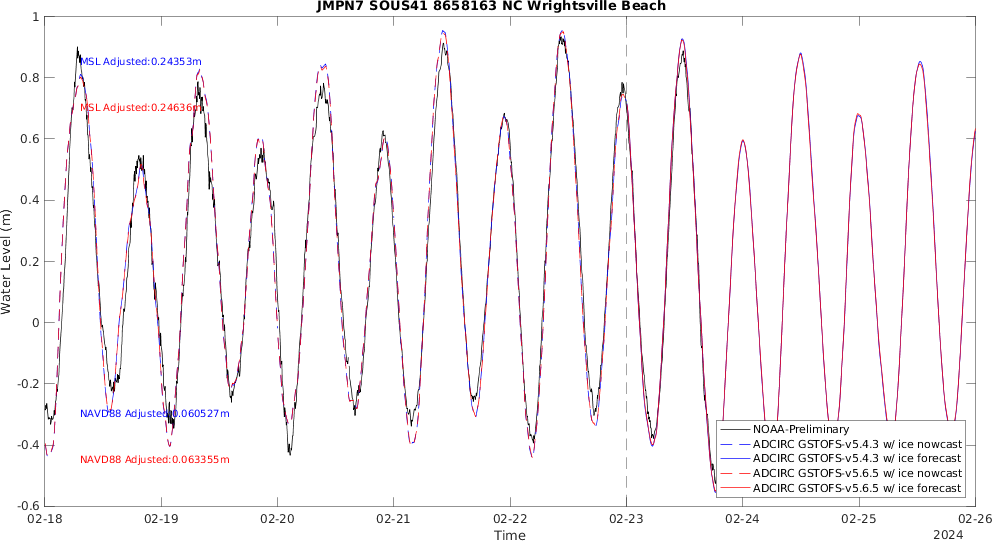 JMPN7 SOUS41 8658163 NC Wrightsville Beach
1
0.8
0.6
0.4
0.2
0
-0.2
-0.4
-0.6
Water Level (m)
MSL Adjusted:0.24353m
MSL Adjusted:0.24636m
NAVD88 Adjusted:0.060527m
NAVD88 Adjusted:0.063355m
NOAA-Preliminary
ADCIRC GSTOFS-v5.4.3 w/ ice nowcast
ADCIRC GSTOFS-v5.4.3 w/ ice forecast
ADCIRC GSTOFS-v5.6.5 w/ ice nowcast
ADCIRC GSTOFS-v5.6.5 w/ ice forecast
02-18 02-19 02-20 02-21 02-22 02-23 02-24 02-25 02-26
Time
2024